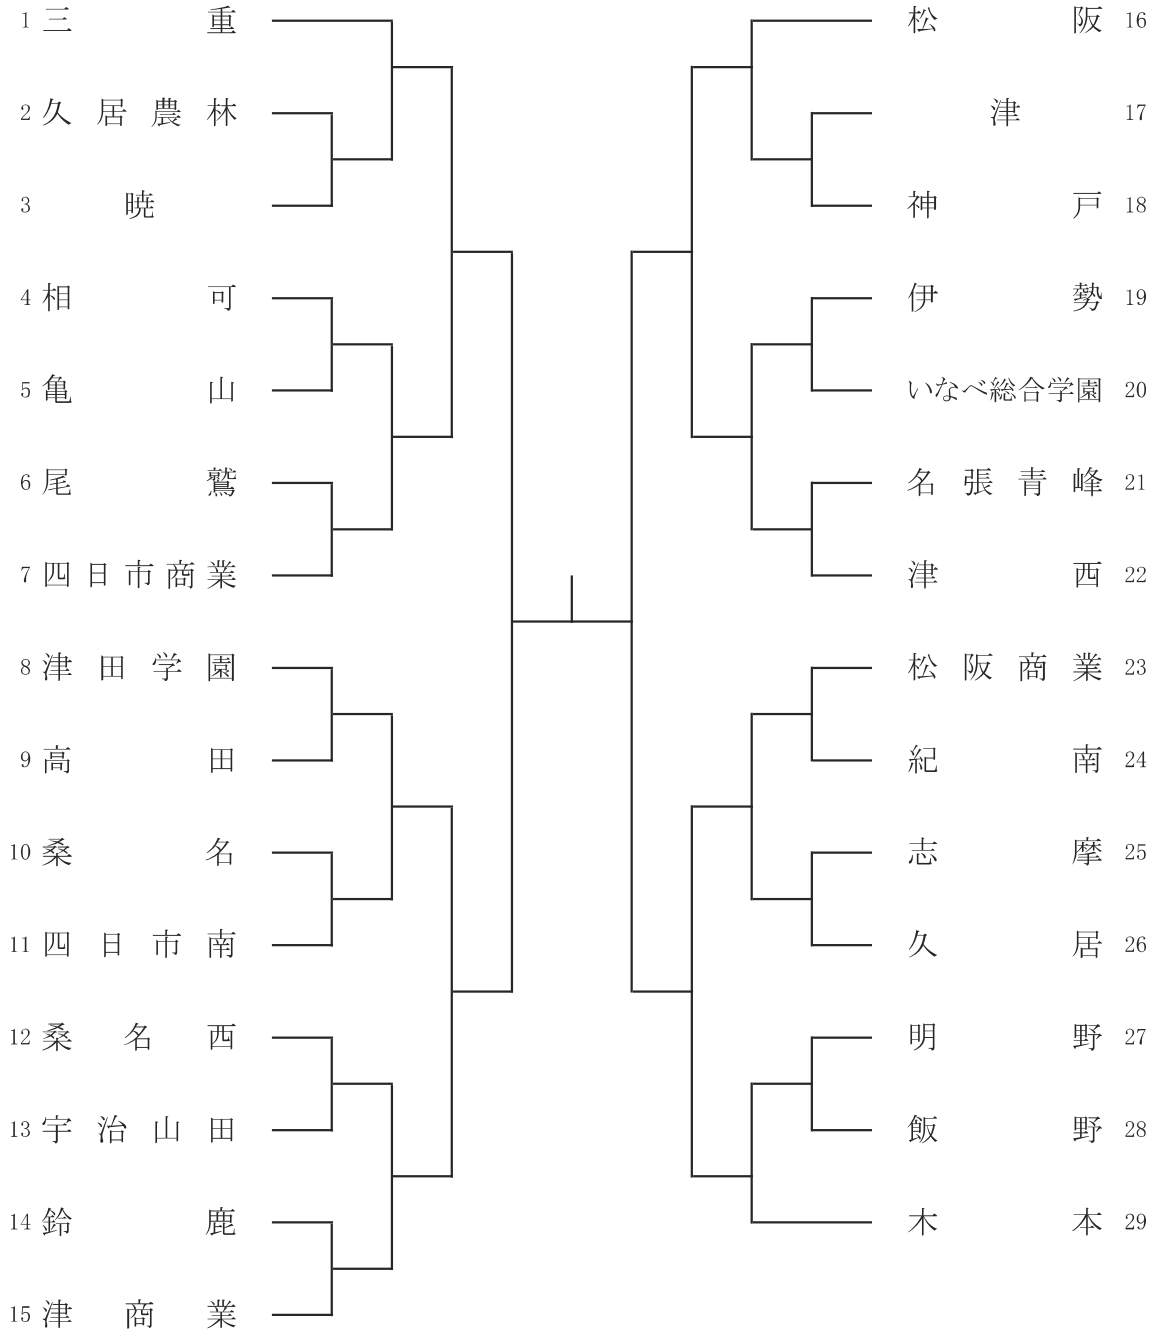 1 三重
2 久居農林
3 暁
4 相可
5 亀山
6 尾鷲
7 四日市商業
8 津田学園
9 高田
10 桑名
11 四日市南
12 桑名西
13 宇治山田
14 鈴鹿
15 津商業
松阪 16
津 17
神戸 18
伊勢 19
いなべ総合学園 20
名張青峰 21
津西 22
松阪商業 23
紀南 24
志摩 25
久居 26
明野 27
飯野 28
木本 29